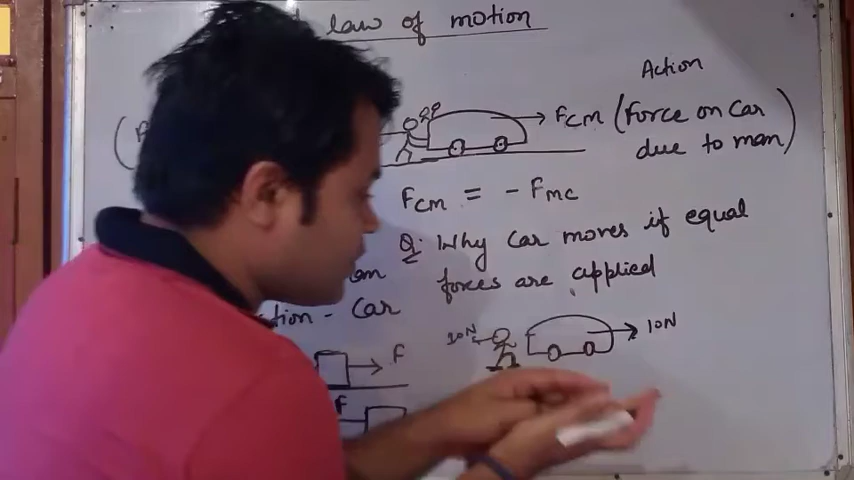 law of motion
Action
FCM (Force on Car
due to man)
FCM = - FMC
Q: Why Car moves if equal
forces are applied
- Car
F
10N
10N
F